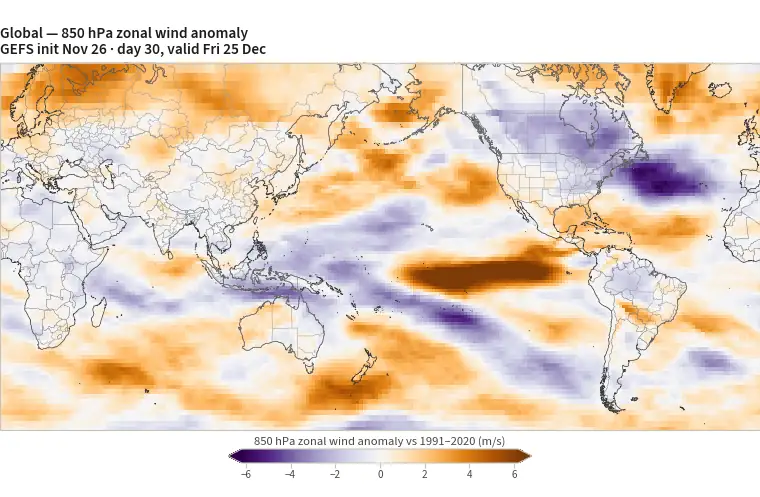 Global — 850 hPa zonal wind anomaly
GEFS init Nov 26 · day 30, valid Fri 25 Dec
850 hPa zonal wind anomaly vs 1991–2020 (m/s)
−6 −4 −2 0 2 4 6